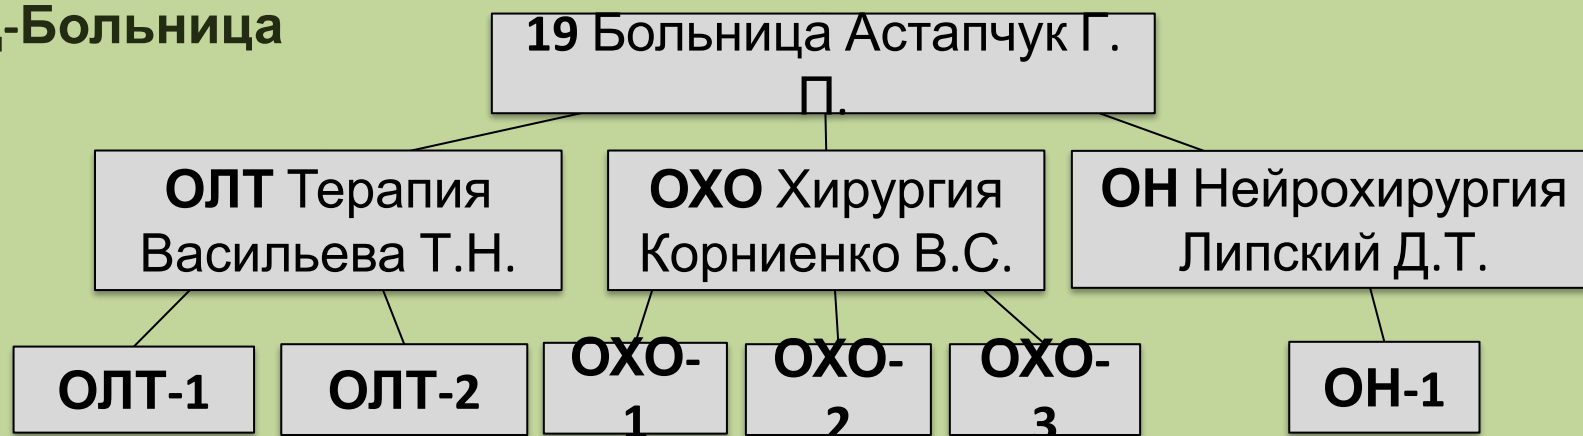 -Больница
19 Больница Астапчук Г.
П.
ОЛТ Терапия
Васильева Т.Н.
ОХО Хирургия
Корниенко В.С.
ОН Нейрохирургия
Липский Д.Т.
ОЛТ-1
ОЛТ-2
ОХО-
1
ОХО-
2
ОХО-
3
ОН-1